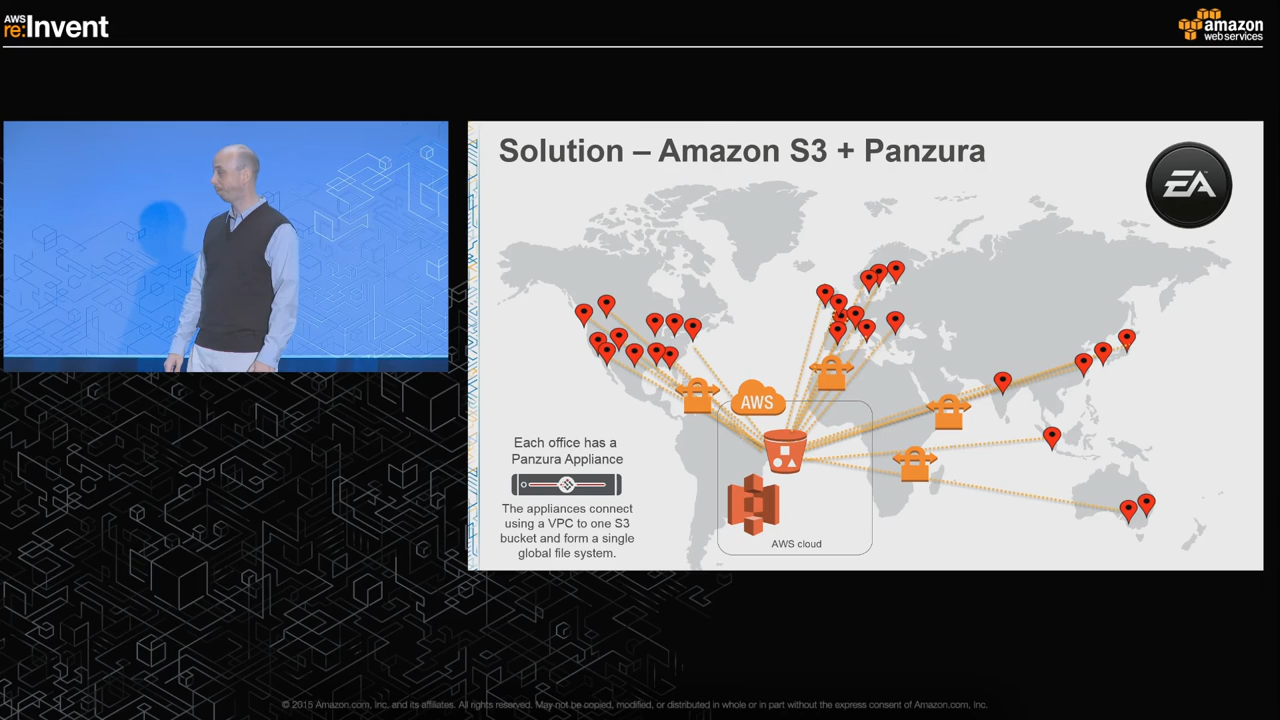 AWS
re:Invent
amazon
web services
Solution – Amazon S3 + Panzura
EA
AWS
Each office has a
Panzura Appliance
The appliances connect
using a VPC to one S3
bucket and form a single
global file system.
AWS cloud
© 2015 Amazon.com, Inc. and its affiliates. All rights reserved. May not be copied, modified, or distributed in whole or in part without the express consent of Amazon.com, Inc.